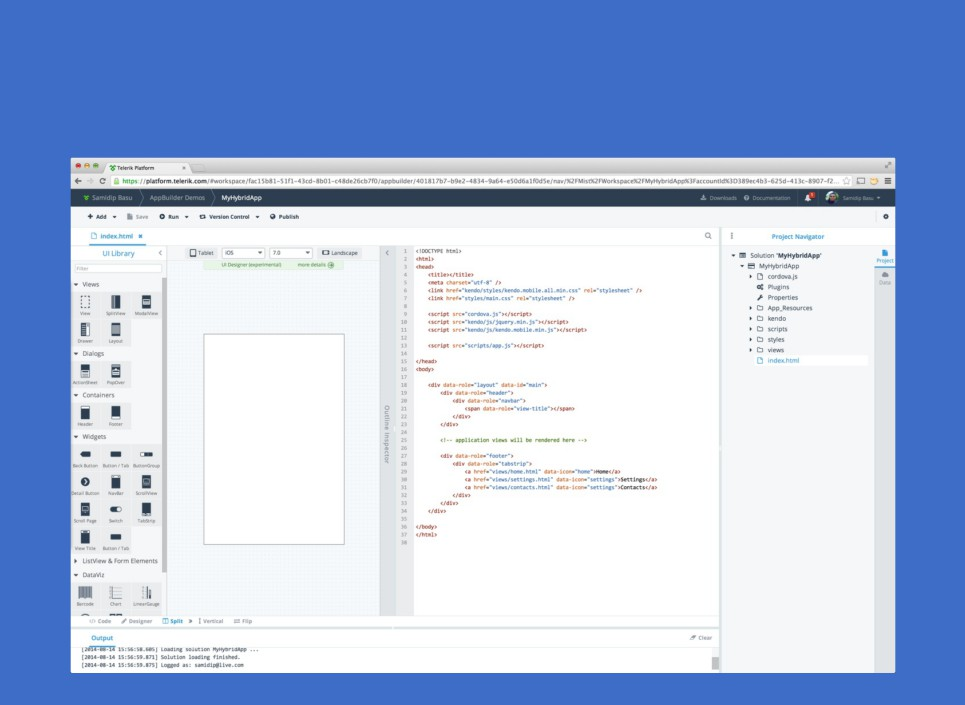 Telerik Platform
https://platform.telerik.com/#workspace/fac15b81-51f1-43cd-8b01-c48de26cb7f0/appbuilder/401817b7-b9e2-4834-9a64-e50d6a1f0d5e/nav/%2FMist%2FWorkspace%2FMyHybridApp%3FaccountId%3D389ec4b3-625d-413c-8907-f2...
Samidip Basu AppBuilder Demos MyHybridApp Downloads Documentation Samidip Basu
+ Add Save Run Version Control Publish
index.html
UI Library
Filter
Views
View SplitView ModalView
Drawer Layout
Dialogs
ActionSheet PopOver
Containers
Header Footer
Widgets
Back Button Button / Tab ButtonGroup
Detail Button NavBar ScrollView
Scroll Page Switch TabStrip
View Title Button / Tab
ListView & Form Elements
DataViz
Barcode Chart LinearGauge
Tablet iOS 7.0 Landscape
UI Designer (experimental) more details
Outline Inspector
1 <!DOCTYPE html>
2 <html>
3 <head>
4 <title></title>
5 <meta charset="utf-8" />
6 <link href="kendo/styles/kendo.mobile.all.min.css" rel="stylesheet" />
7 <link href="styles/main.css" rel="stylesheet" />
8
9 <script src="cordova.js"></script>
10 <script src="kendo/js/jquery.min.js"></script>
11 <script src="kendo/js/kendo.mobile.min.js"></script>
12
13 <script src="scripts/app.js"></script>
14
15 </head>
16 <body>
17
18 <div data-role="layout" data-id="main">
19 <div data-role="header">
20 <div data-role="navbar">
21 <span data-role="view-title"></span>
22 </div>
23 </div>
24
25 <!-- application views will be rendered here -->
26
27 <div data-role="footer">
28 <div data-role="tabstrip">
29 <a href="views/home.html" data-icon="home">Home</a>
30 <a href="views/settings.html" data-icon="settings">Settings</a>
31 <a href="views/contacts.html" data-icon="settings">Contacts</a>
32 </div>
33 </div>
34 </div>
35
36 </body>
37 </html>
38
Project Navigator
Solution 'MyHybridApp'
MyHybridApp
cordova.js
Plugins
Properties
App_Resources
kendo
scripts
styles
views
index.html
Project
Data
</> Code Designer Split Vertical Flip
Output
Clear
[2014-08-14 15:56:58.605] Loading solution MyHybridApp ...
[2014-08-14 15:56:59.871] Solution loading finished.
[2014-08-14 15:56:59.875] Logged as: samidip@live.com